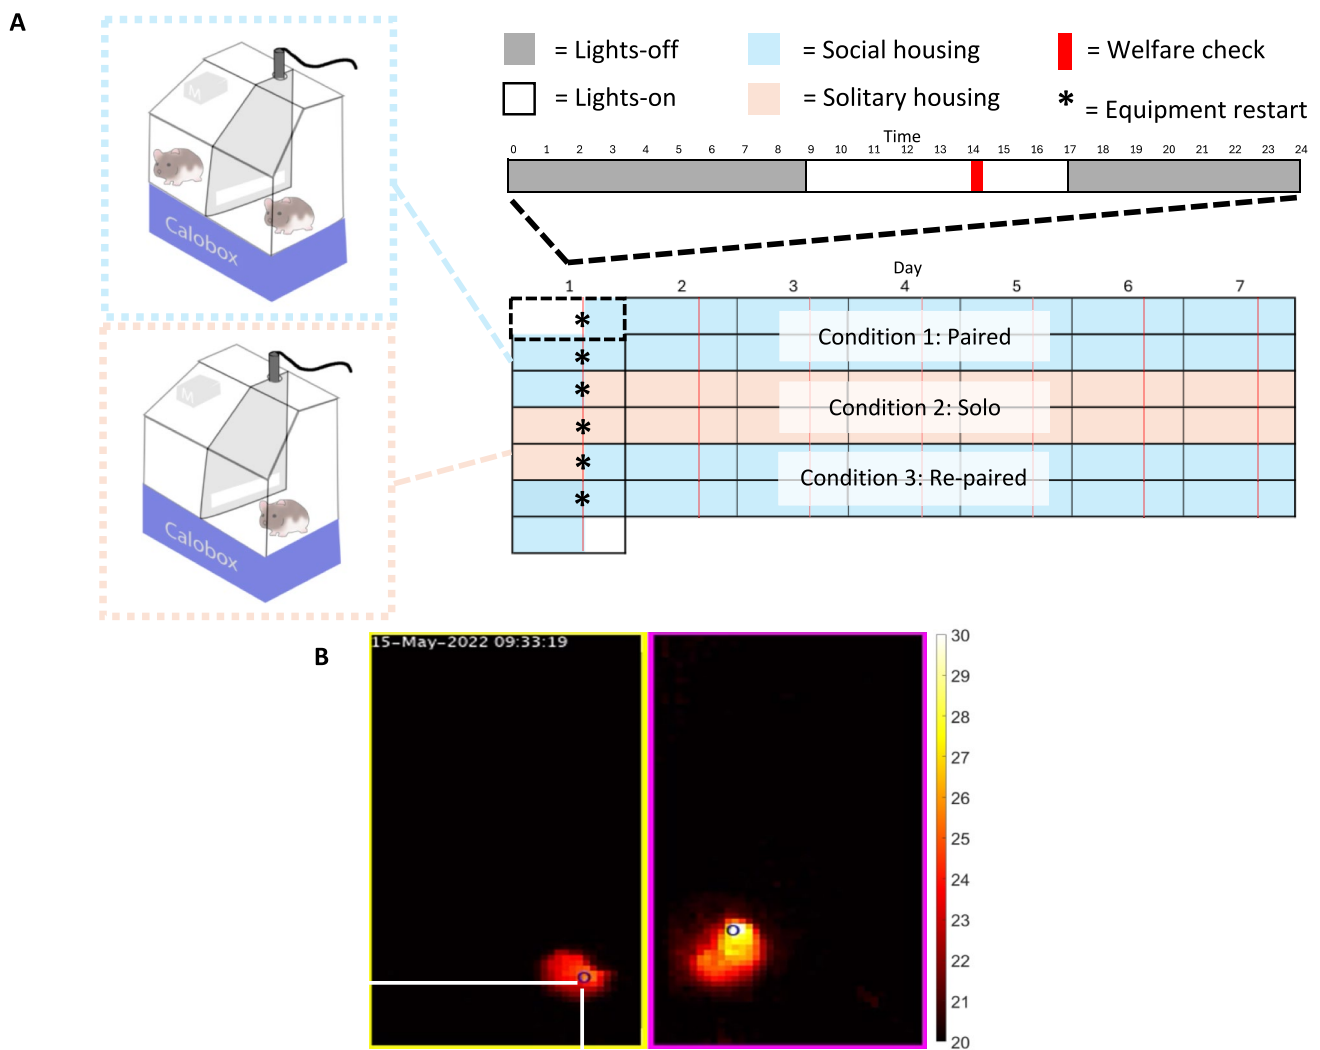 A
= Lights-off
= Social housing
= Welfare check
= Lights-on
= Solitary housing
* = Equipment restart
Time
0 1 2 3 4 5 6 7 8 9 10 11 12 13 14 15 16 17 18 19 20 21 22 23 24
M
Calobox
Day
1 2 3 4 5 6 7
*
Condition 1: Paired
*
*
Condition 2: Solo
*
*
Condition 3: Re-paired
*
M
Calobox
B
15-May-2022 09:33:19
30
29
28
27
26
25
24
23
22
21
20